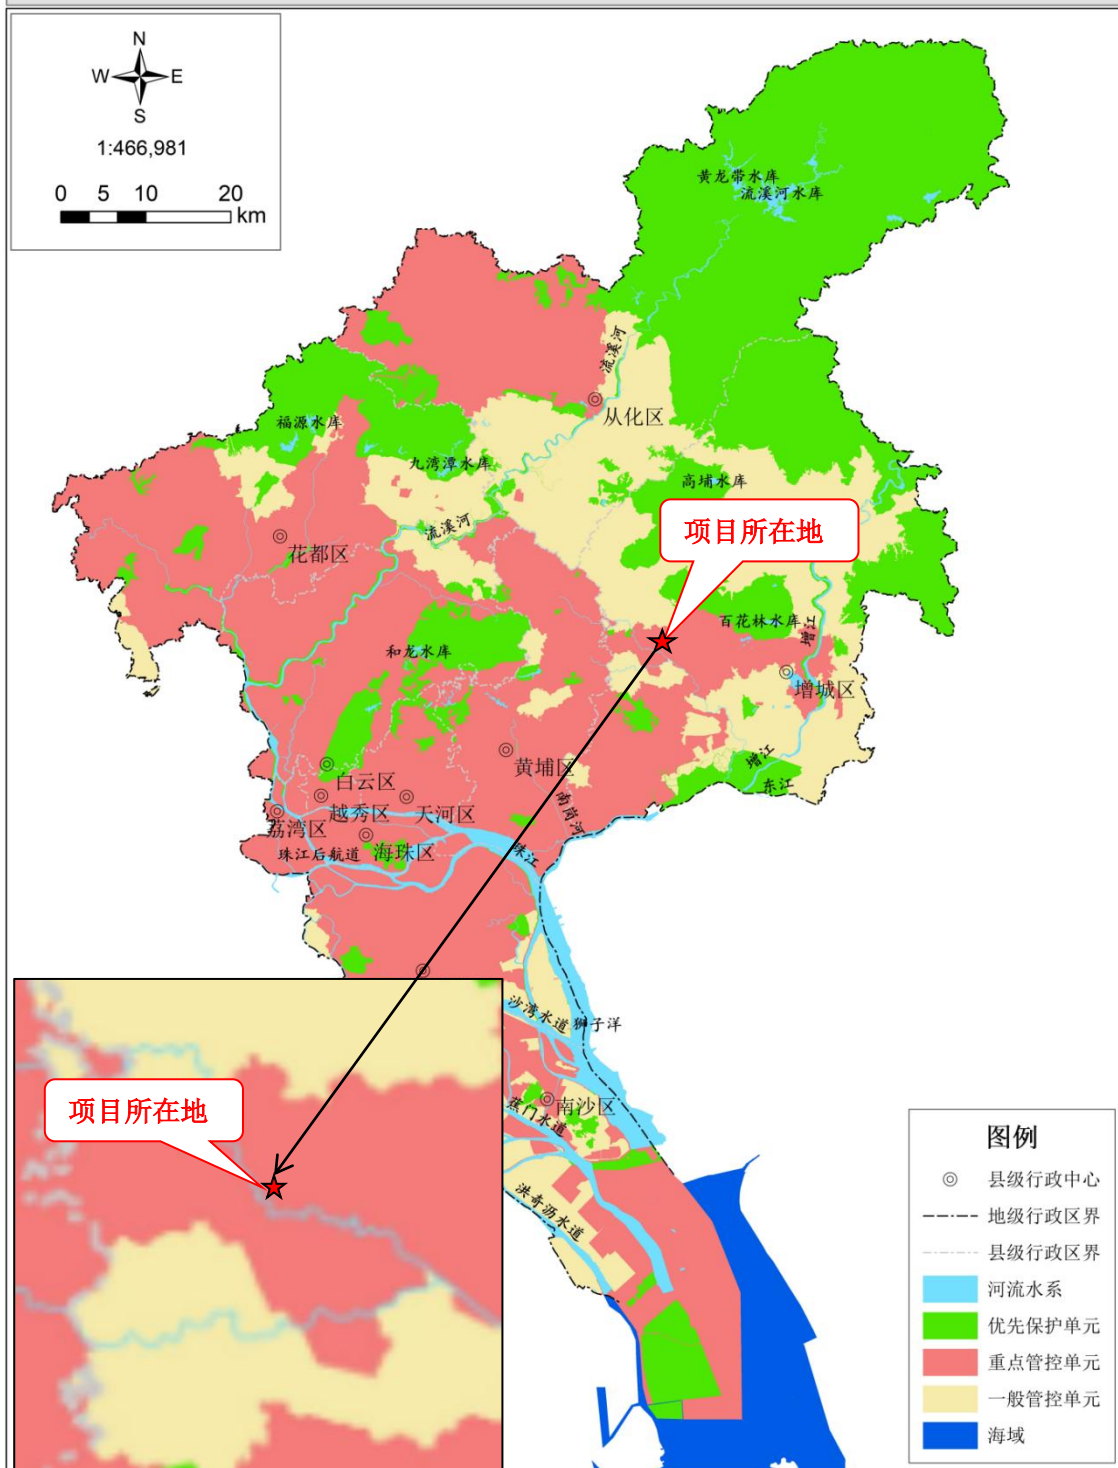 N
W E
S
1:466,981
0 5 10 20
km
黄龙带水库
流溪河水库
流溪河
从化区
福源水库
九湾潭水库
高埔水库
项目所在地
流溪河
花都区
百花林水库
增江
和龙水库
增城区
黄埔区
增江
东江
白云区
越秀区
天河区
南岗河
荔湾区
海珠区
珠江后航道
珠江
沙湾水道
狮子洋
南沙区
蕉门水道
洪奇沥水道
项目所在地
图例
县级行政中心
地级行政区界
县级行政区界
河流水系
优先保护单元
重点管控单元
一般管控单元
海域